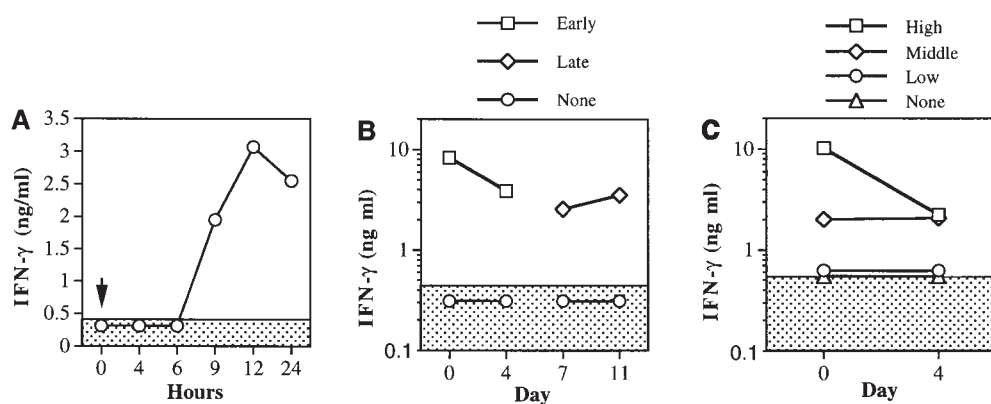 A
IFN-γ (ng/ml)
3.5
3
2.5
2
1.5
1
0.5
0
0 4 6 9 12 24
Hours
Early
Late
None
B
IFN-γ (ng ml)
10
1
0.1
0 4 7 11
Day
High
Middle
Low
None
C
IFN-γ (ng ml)
10
1
0.1
0 4
Day